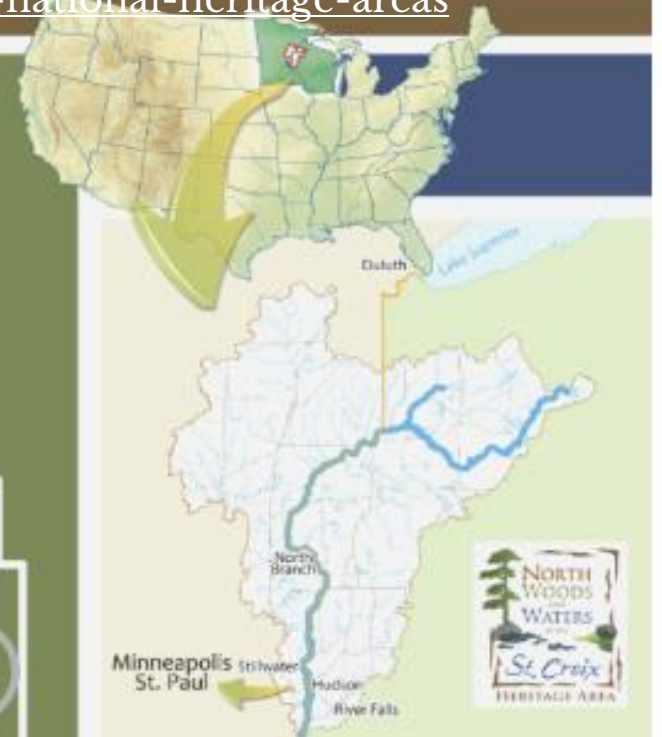 -national-heritage-areas
Duluth
Lake Superior
North
Branch
Minneapolis
St. Paul
Stillwater
Hudson
River Falls
NORTH
WOODS
and
WATERS
St. Croix
HERITAGE AREA